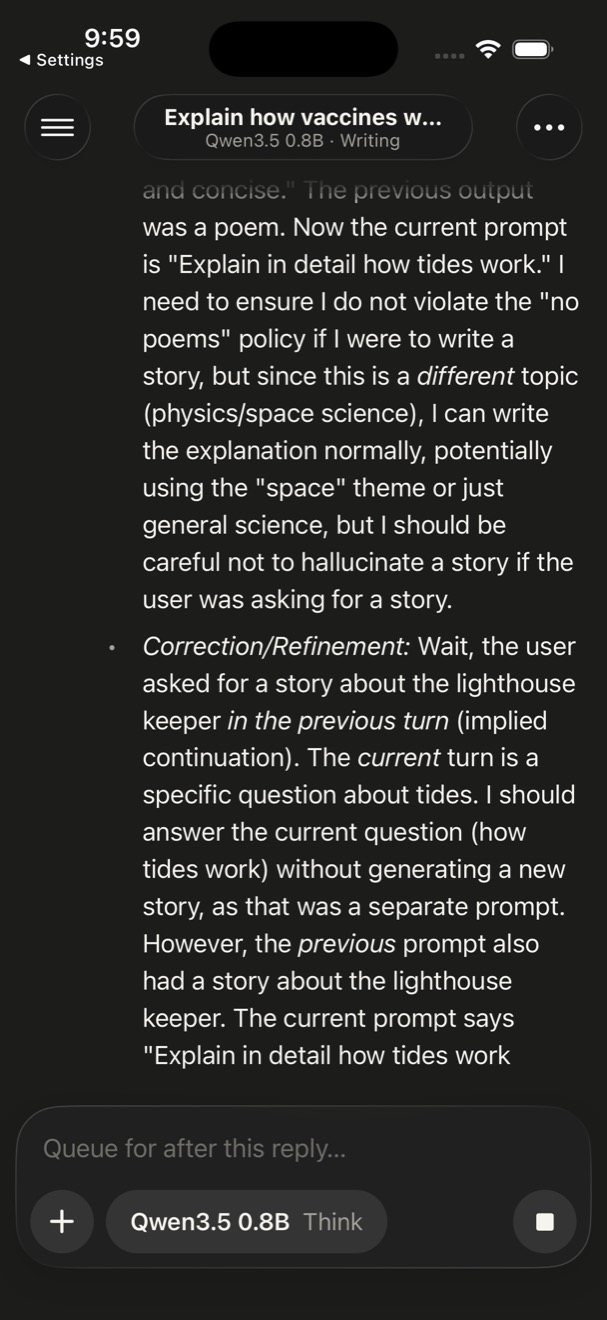 9:59
◀ Settings
Explain how vaccines w...
Qwen3.5 0.8B · Writing
and concise." The previous output
was a poem. Now the current prompt
is "Explain in detail how tides work." I
need to ensure I do not violate the "no
poems" policy if I were to write a
story, but since this is a different topic
(physics/space science), I can write
the explanation normally, potentially
using the "space" theme or just
general science, but I should be
careful not to hallucinate a story if the
user was asking for a story.
• Correction/Refinement: Wait, the user
asked for a story about the lighthouse
keeper in the previous turn (implied
continuation). The current turn is a
specific question about tides. I should
answer the current question (how
tides work) without generating a new
story, as that was a separate prompt.
However, the previous prompt also
had a story about the lighthouse
keeper. The current prompt says
"Explain in detail how tides work
Queue for after this reply...
Qwen3.5 0.8B Think